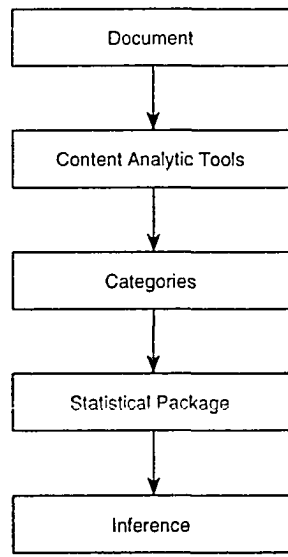 Document
Content Analytic Tools
Categories
Statistical Package
Inference